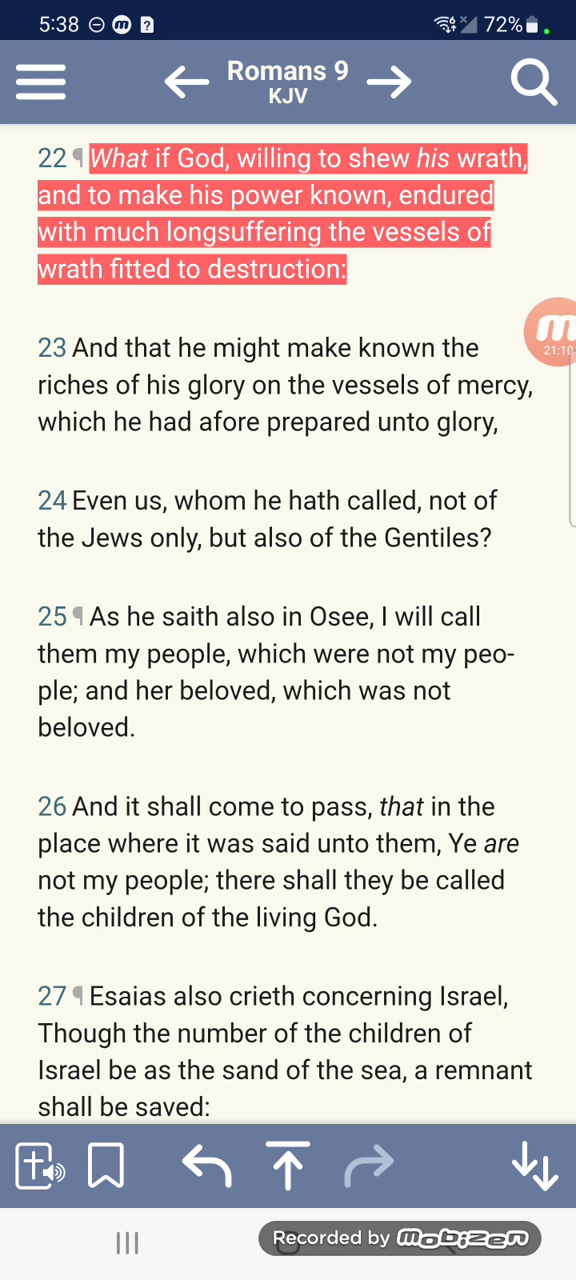 5:38 m ? 72%
Romans 9
KJV
22 ¶ What if God, willing to shew his wrath,
and to make his power known, endured
with much longsuffering the vessels of
wrath fitted to destruction:
23 And that he might make known the
m
21:10
riches of his glory on the vessels of mercy,
which he had afore prepared unto glory,
24 Even us, whom he hath called, not of
the Jews only, but also of the Gentiles?
25 ¶ As he saith also in Osee, I will call
them my people, which were not my peo-
ple; and her beloved, which was not
beloved.
26 And it shall come to pass, that in the
place where it was said unto them, Ye are
not my people; there shall they be called
the children of the living God.
27 ¶ Esaias also crieth concerning Israel,
Though the number of the children of
Israel be as the sand of the sea, a remnant
shall be saved:
Recorded by mobizen